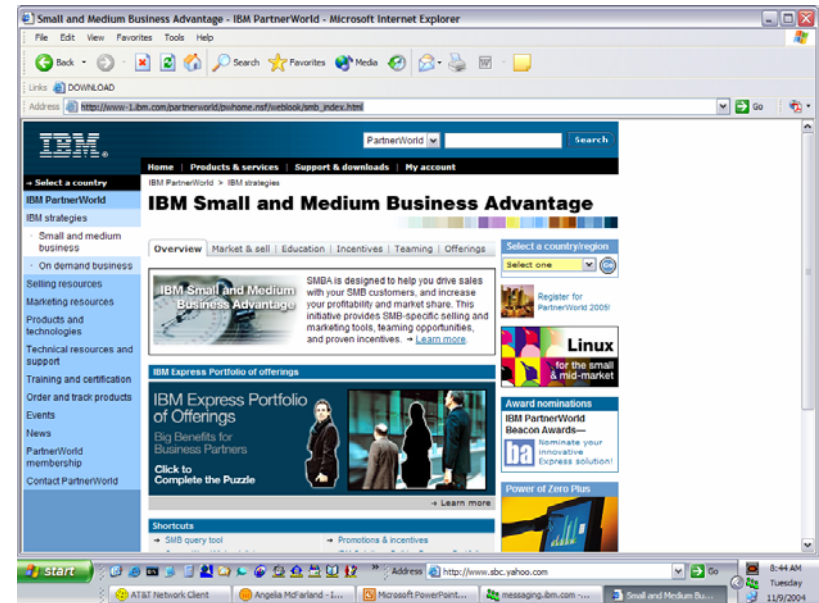 Small and Medium Business Advantage - IBM PartnerWorld - Microsoft Internet Explorer
File Edit View Favorites Tools Help
Back Search Favorites Media
Links DOWNLOAD
Address http://www-1.ibm.com/partnerworld/pwhome.nsf/weblook/smb_index.html Go
IBM
PartnerWorld Search
Home | Products & services | Support & downloads | My account
→ Select a country
IBM PartnerWorld
IBM strategies
· Small and medium
business
· On demand business
Selling resources
Marketing resources
Products and
technologies
Technical resources and
support
Training and certification
Order and track products
Events
News
PartnerWorld
membership
Contact PartnerWorld
IBM PartnerWorld > IBM strategies
IBM Small and Medium Business Advantage
Overview | Market & sell | Education | Incentives | Teaming | Offerings
IBM Small and Medium
Business Advantage
SMBA is designed to help you drive sales
with your SMB customers, and increase
your profitability and market share. This
initiative provides SMB-specific selling and
marketing tools, teaming opportunities,
and proven incentives. → Learn more.
IBM Express Portfolio of offerings
IBM Express Portfolio
of Offerings
Big Benefits for
Business Partners
Click to
Complete the Puzzle
→ Learn more
Shortcuts
→ SMB query tool
→ Promotions & incentives
Select a country/region
Select one
Register for
PartnerWorld 2005!
Linux
for the small
& mid-market
Award nominations
IBM PartnerWorld
Beacon Awards—
ba
Nominate your
innovative
Express solution!
Power of Zero Plus
start
Address http://www.sbc.yahoo.com Go
8:44 AM
Tuesday
11/9/2004
AT&T Network Client
Angelia McFarland - I...
Microsoft PowerPoint...
messaging.ibm.com -...
Small and Medium Bu...